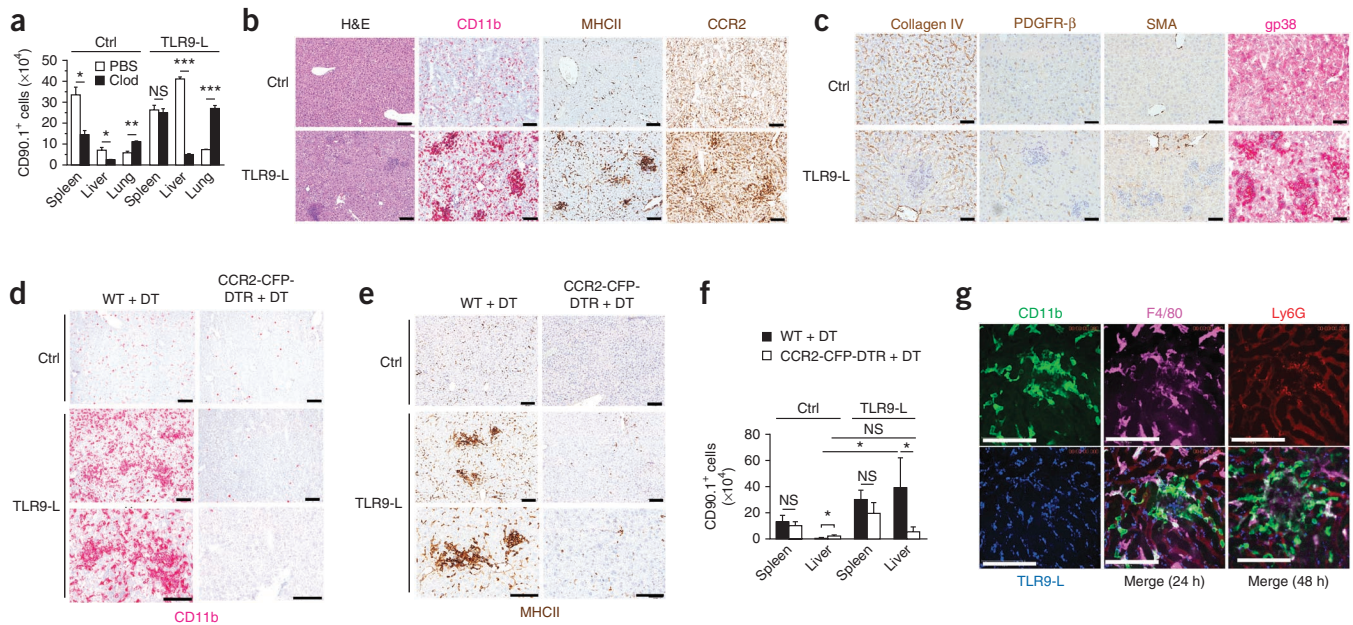 a
Ctrl
TLR9-L
PBS
Clod
CD90.1+ cells (×10⁴)
50
40
30
20
10
0
*
*
**
NS
***
***
Spleen
Liver
Lung
Spleen
Liver
Lung
b
H&E
CD11b
MHCII
CCR2
Ctrl
TLR9-L
c
Collagen IV
PDGFR-β
SMA
gp38
Ctrl
TLR9-L
d
WT + DT
CCR2-CFP-
DTR + DT
Ctrl
TLR9-L
CD11b
e
WT + DT
CCR2-CFP-
DTR + DT
Ctrl
TLR9-L
MHCII
f
WT + DT
CCR2-CFP-DTR + DT
Ctrl
TLR9-L
NS
*
*
NS
*
NS
CD90.1+ cells
(×10⁴)
80
60
40
20
0
Spleen
Liver
Spleen
Liver
g
CD11b
F4/80
Ly6G
TLR9-L
Merge (24 h)
Merge (48 h)